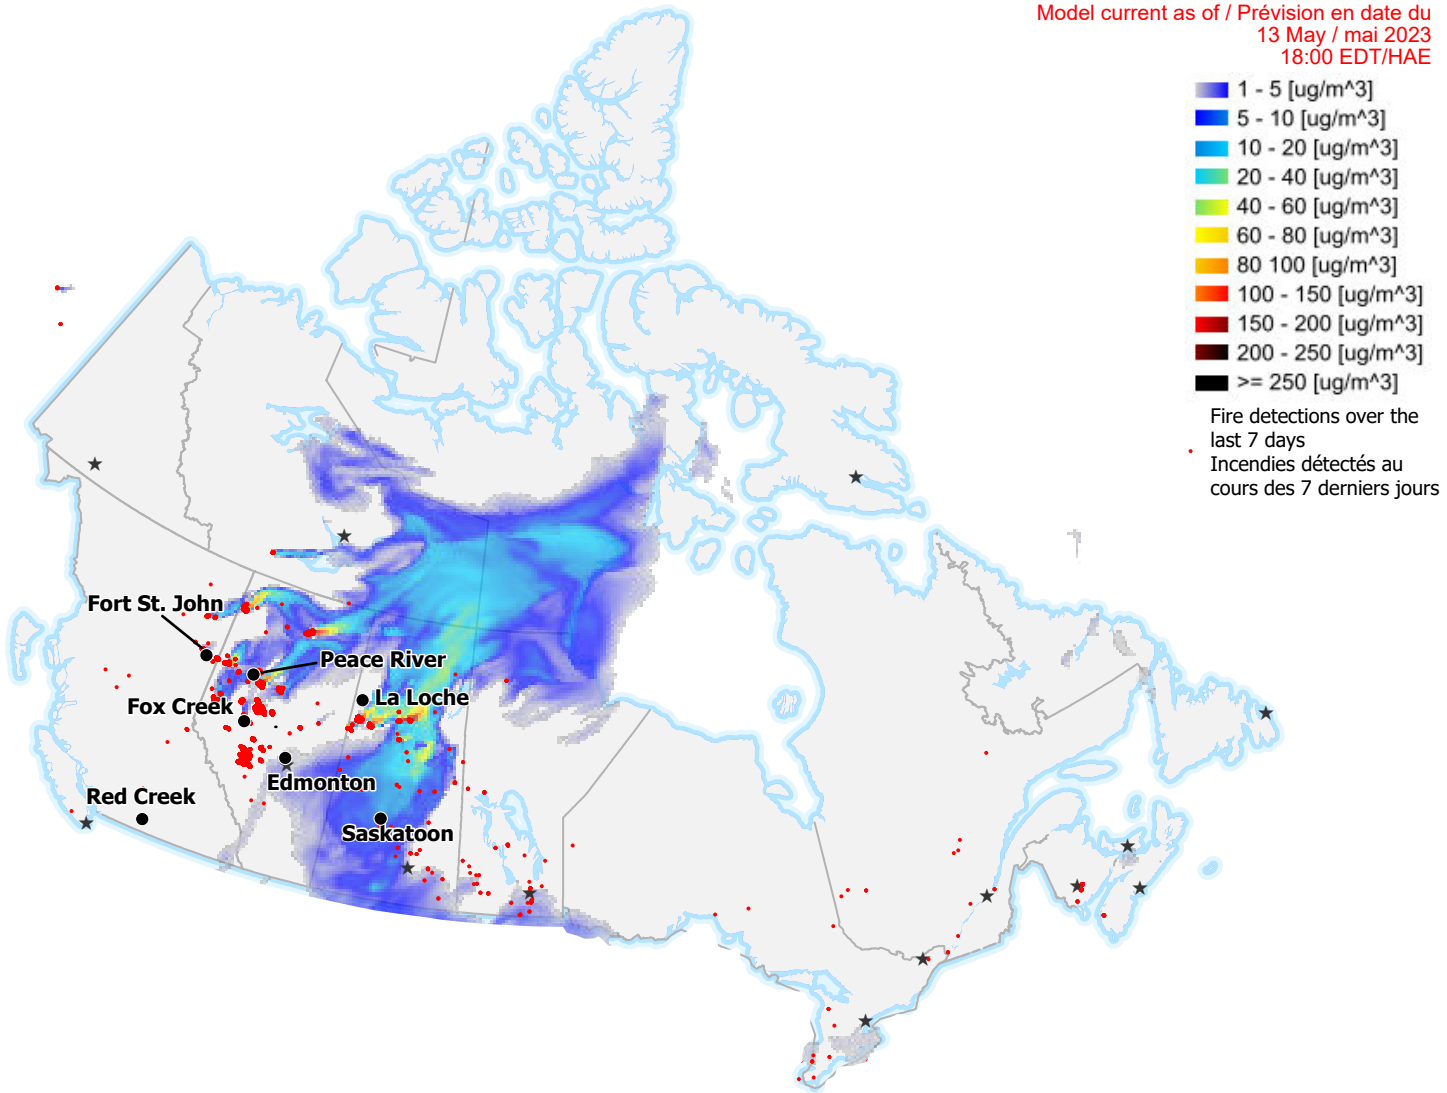 Model current as of / Prévision en date du
13 May / mai 2023
18:00 EDT/HAE
1 - 5 [ug/m^3]
5 - 10 [ug/m^3]
10 - 20 [ug/m^3]
20 - 40 [ug/m^3]
40 - 60 [ug/m^3]
60 - 80 [ug/m^3]
80 100 [ug/m^3]
100 - 150 [ug/m^3]
150 - 200 [ug/m^3]
200 - 250 [ug/m^3]
>= 250 [ug/m^3]
Fire detections over the
last 7 days
Incendies détectés au
cours des 7 derniers jours
Fort St. John
Peace River
La Loche
Fox Creek
Edmonton
Red Creek
Saskatoon